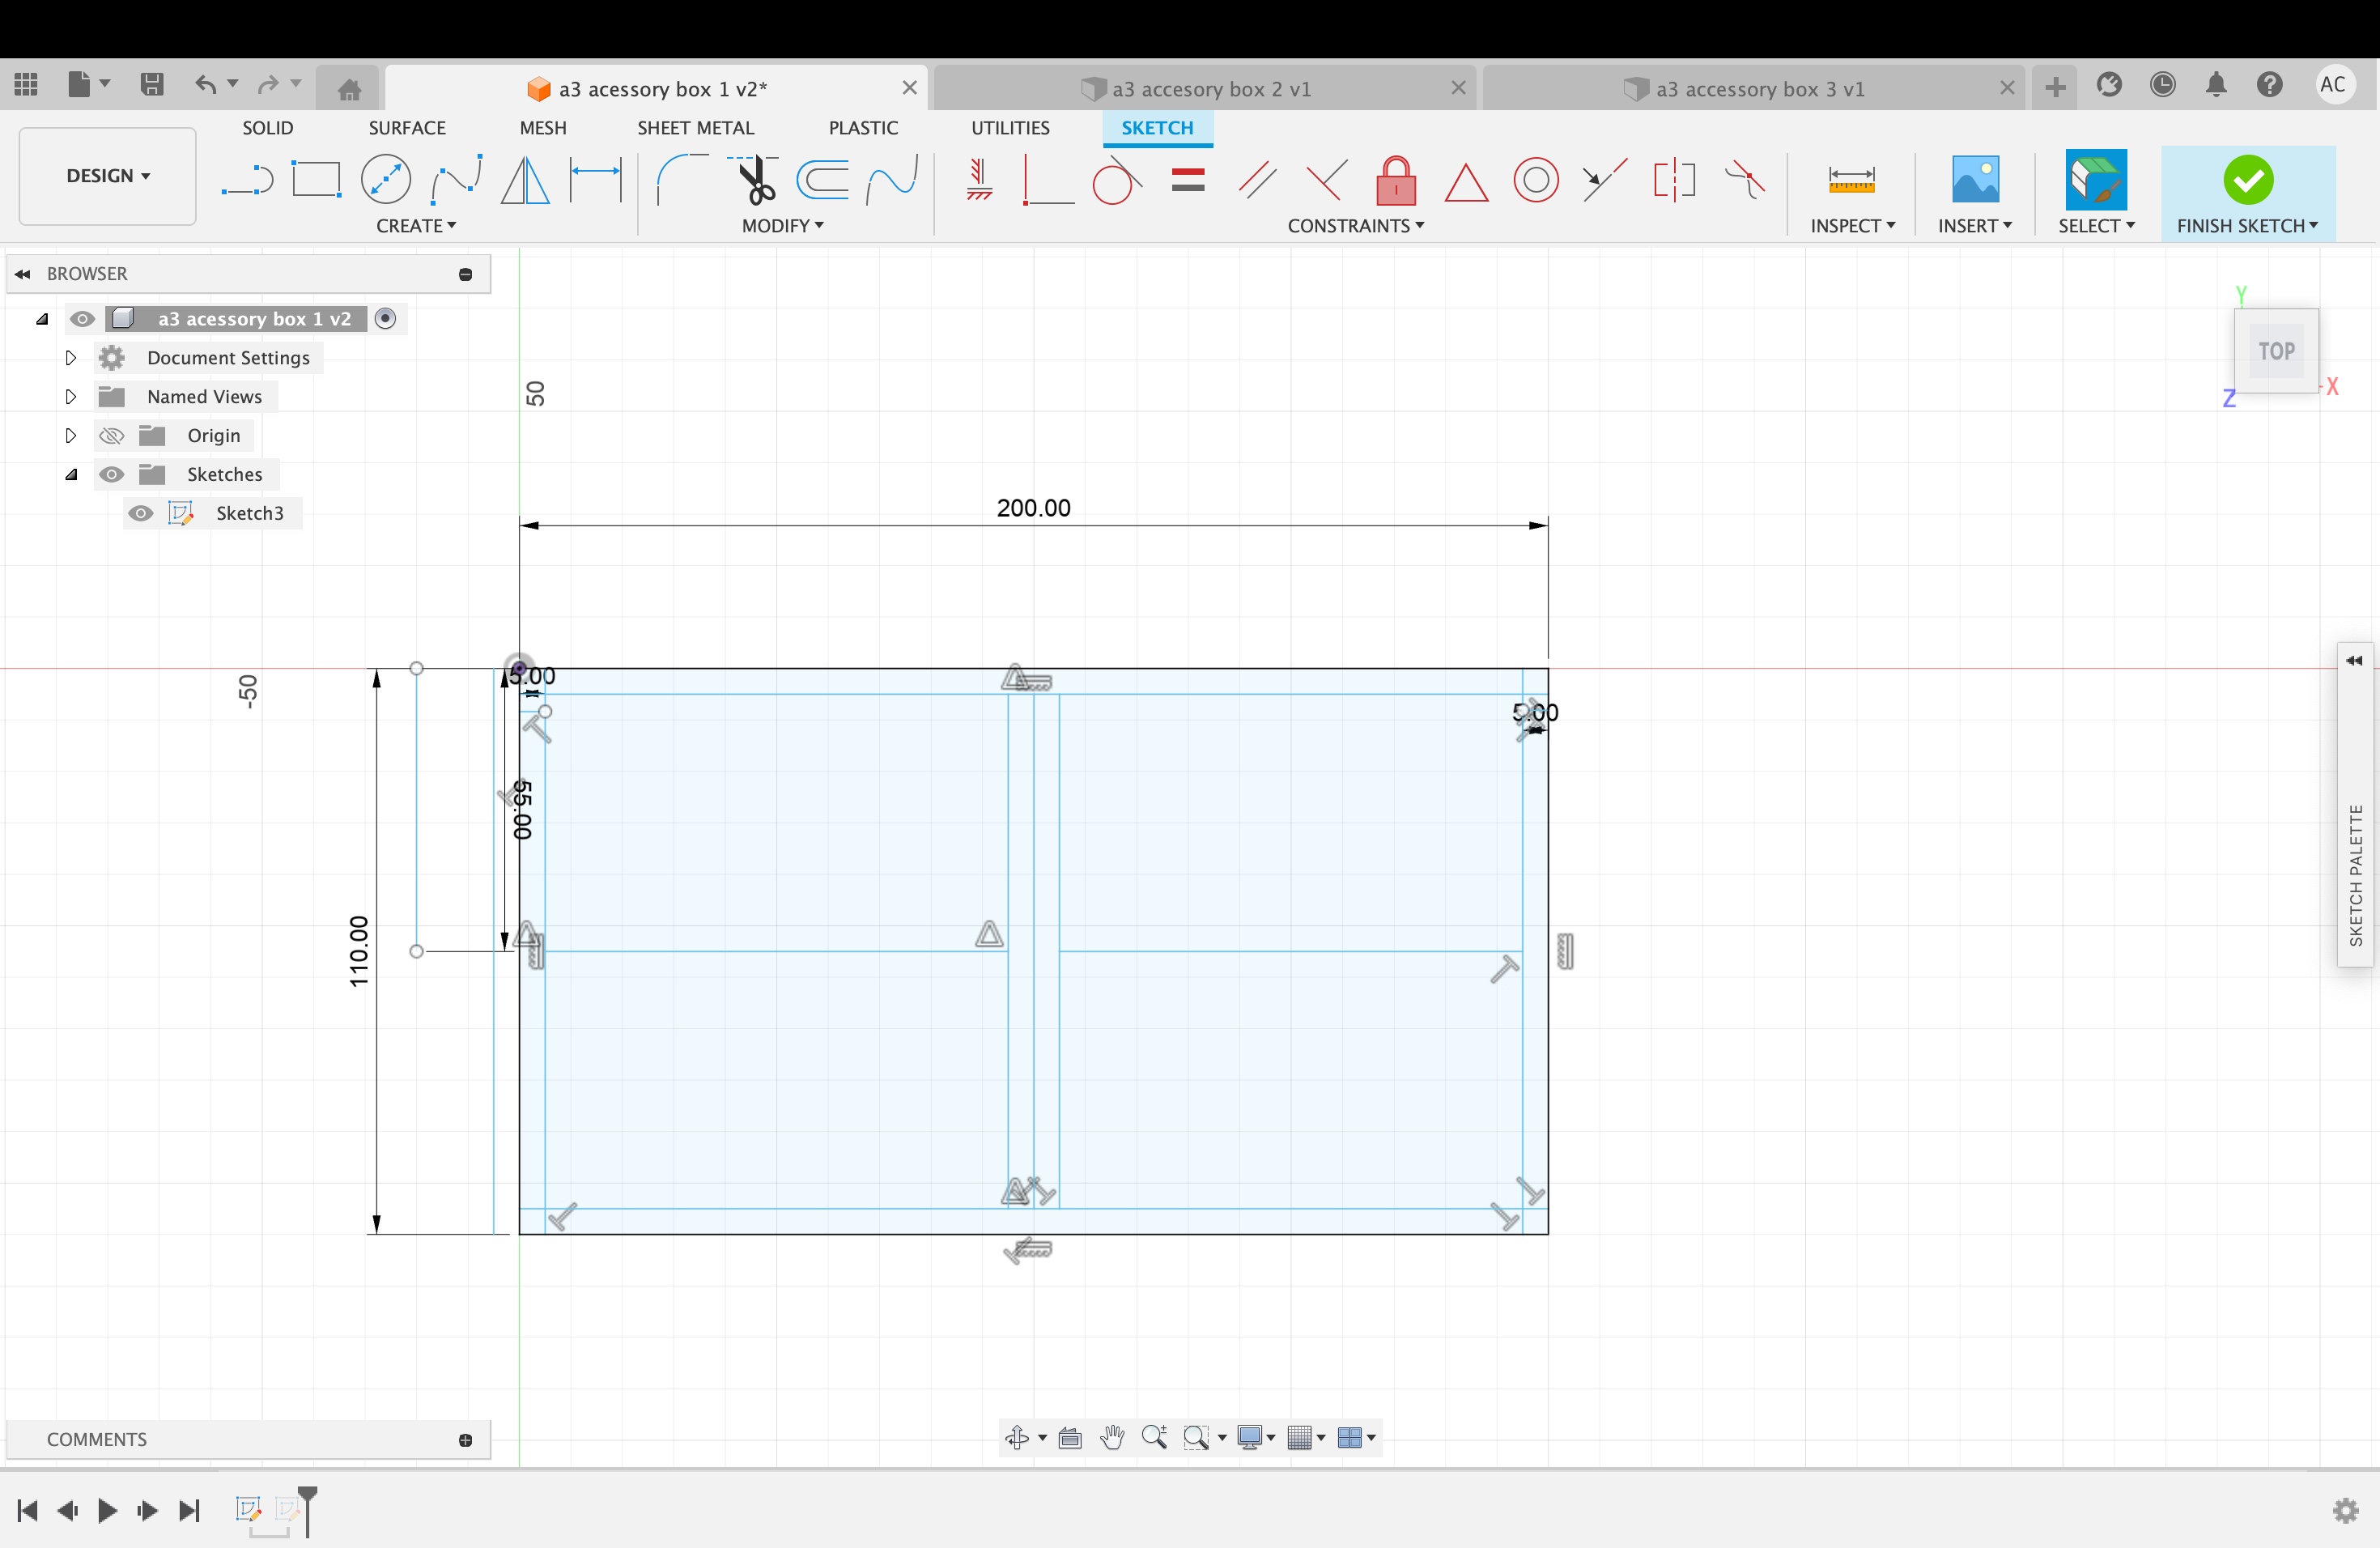 a3 acessory box 1 v2*
a3 accesory box 2 v1
a3 accessory box 3 v1
AC
SOLID
SURFACE
MESH
SHEET METAL
PLASTIC
UTILITIES
SKETCH
DESIGN
CREATE
MODIFY
CONSTRAINTS
INSPECT
INSERT
SELECT
FINISH SKETCH
BROWSER
a3 acessory box 1 v2
Document Settings
Named Views
Origin
Sketches
Sketch3
Y
TOP
X
Z
50
200.00
-50
5.00
5.00
55.00
110.00
SKETCH PALETTE
COMMENTS